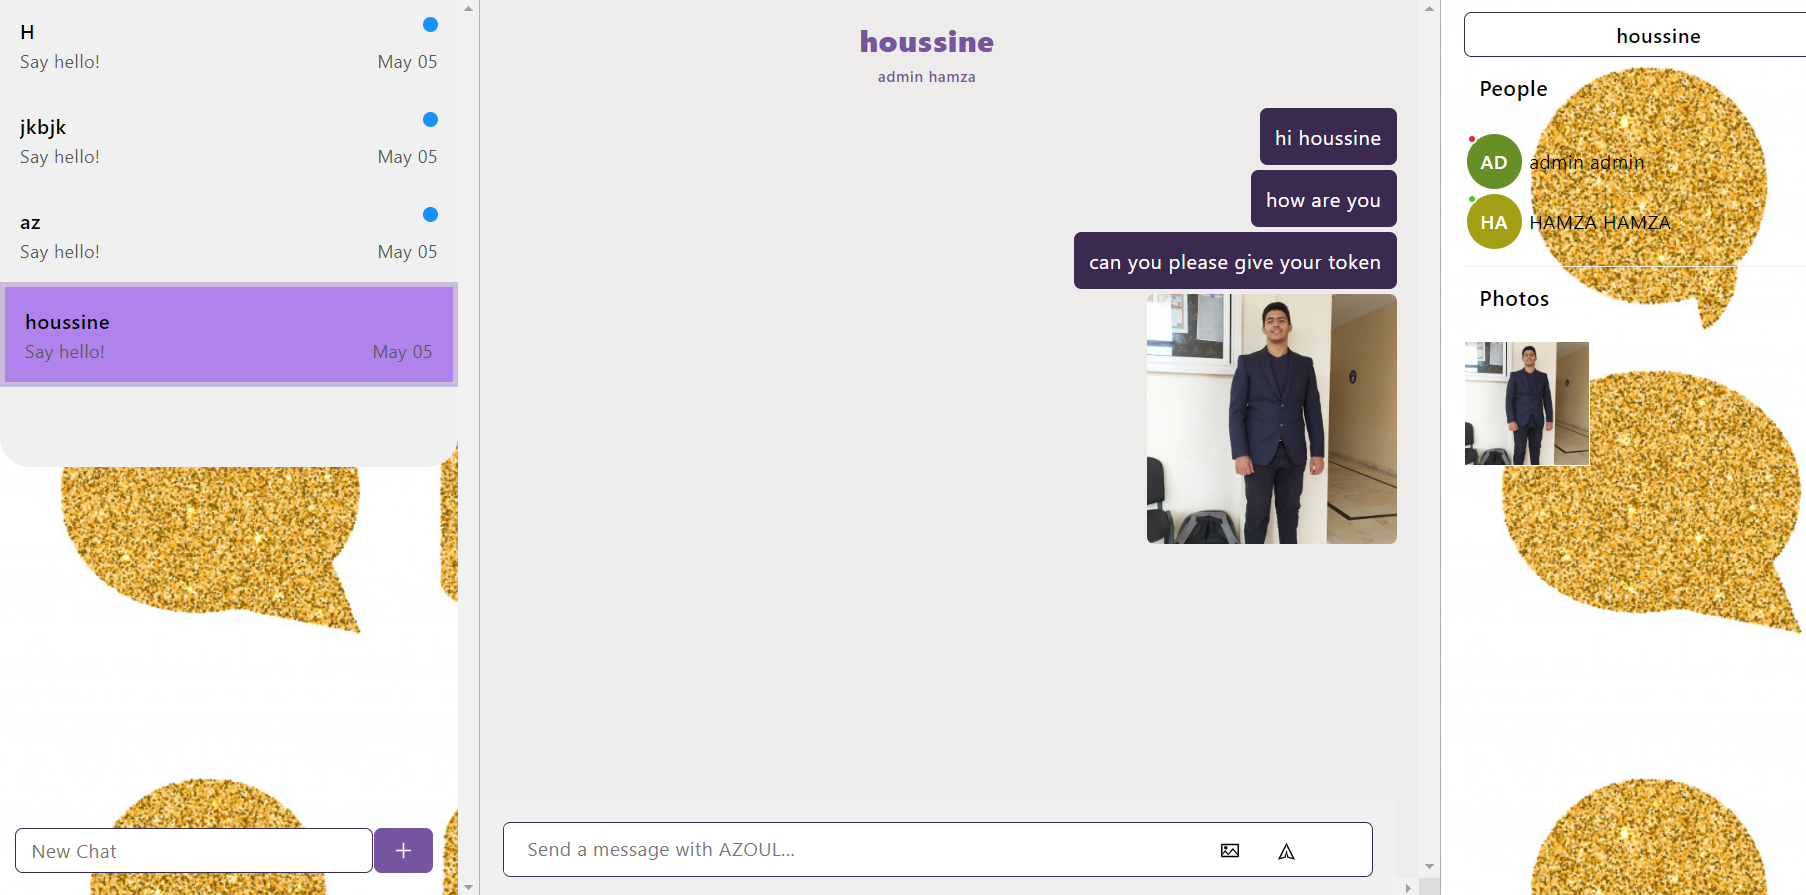 H
Say hello!
May 05
jkbjk
Say hello!
May 05
az
Say hello!
May 05
houssine
Say hello!
May 05
New Chat
+
houssine
admin hamza
hi houssine
how are you
can you please give your token
Send a message with AZOUL...
houssine
People
AD
admin admin
HA
HAMZA HAMZA
Photos